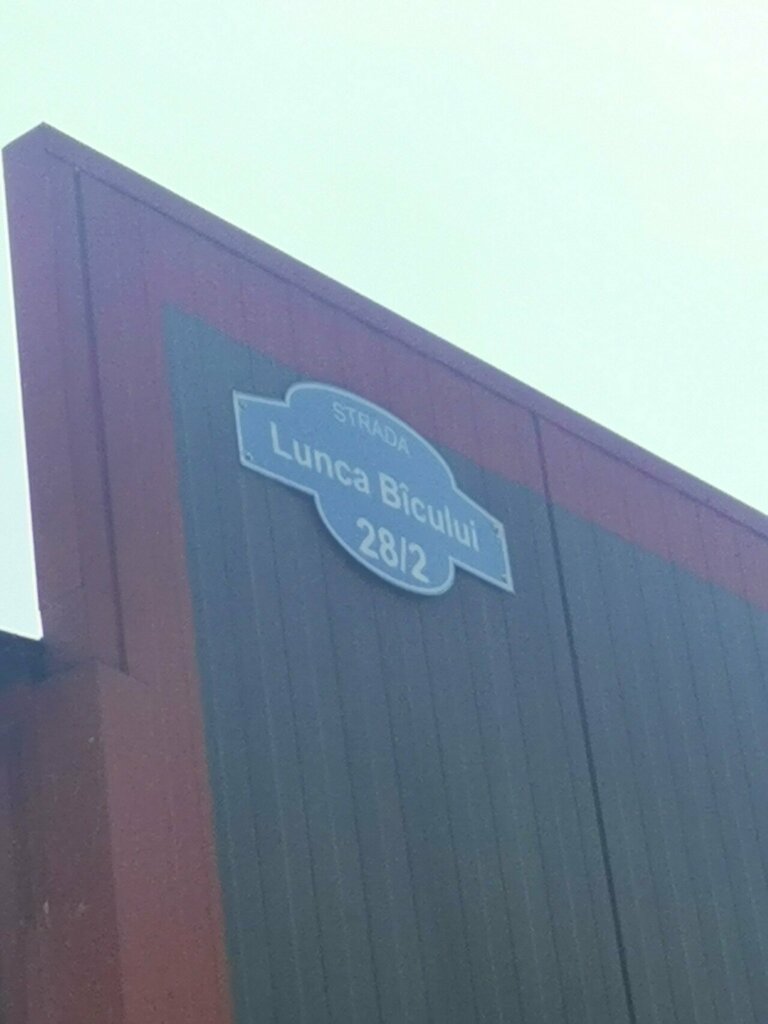 STRADA
Lunca Bîcului
28/2